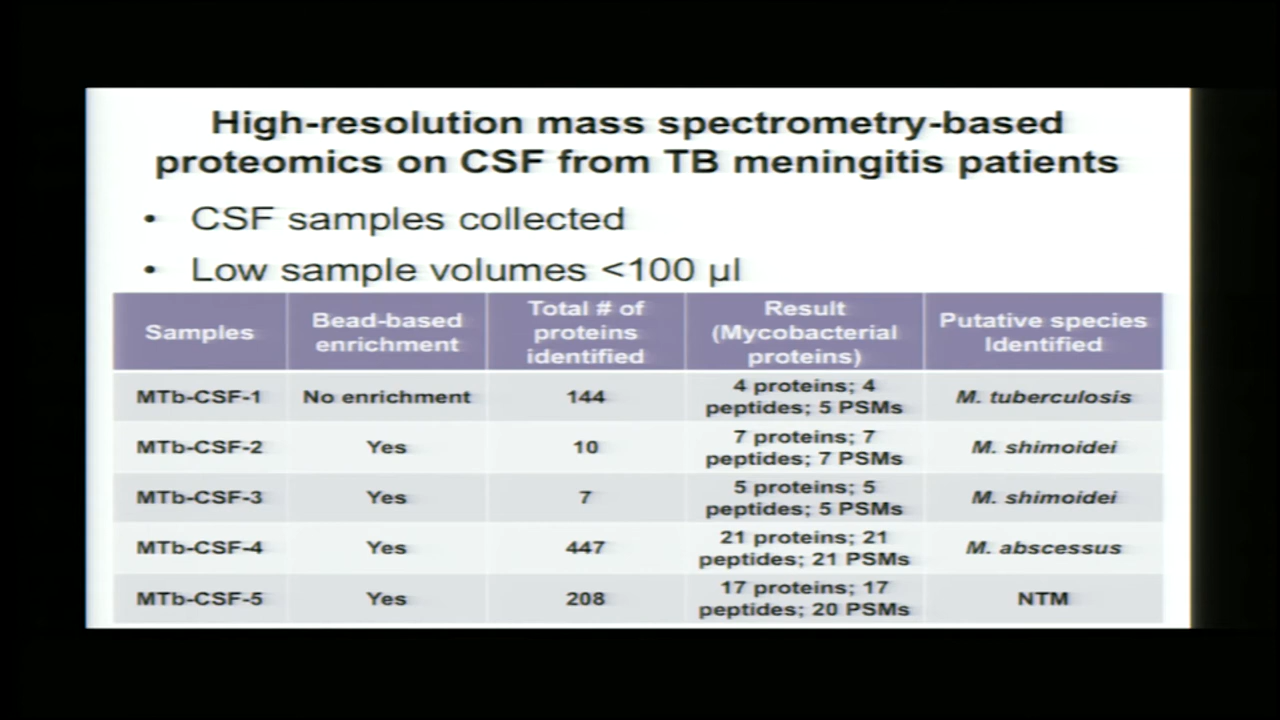 High-resolution mass spectrometry-based
proteomics on CSF from TB meningitis patients
• CSF samples collected
• Low sample volumes <100 µl
Samples
Bead-based
enrichment
Total # of
proteins
identified
Result
(Mycobacterial
proteins)
Putative species
Identified
MTb-CSF-1
No enrichment
144
4 proteins; 4
peptides; 5 PSMs
M. tuberculosis
MTb-CSF-2
Yes
10
7 proteins; 7
peptides; 7 PSMs
M. shimoidei
MTb-CSF-3
Yes
7
5 proteins; 5
peptides; 5 PSMs
M. shimoidei
MTb-CSF-4
Yes
447
21 proteins; 21
peptides; 21 PSMs
M. abscessus
MTb-CSF-5
Yes
208
17 proteins; 17
peptides; 20 PSMs
NTM